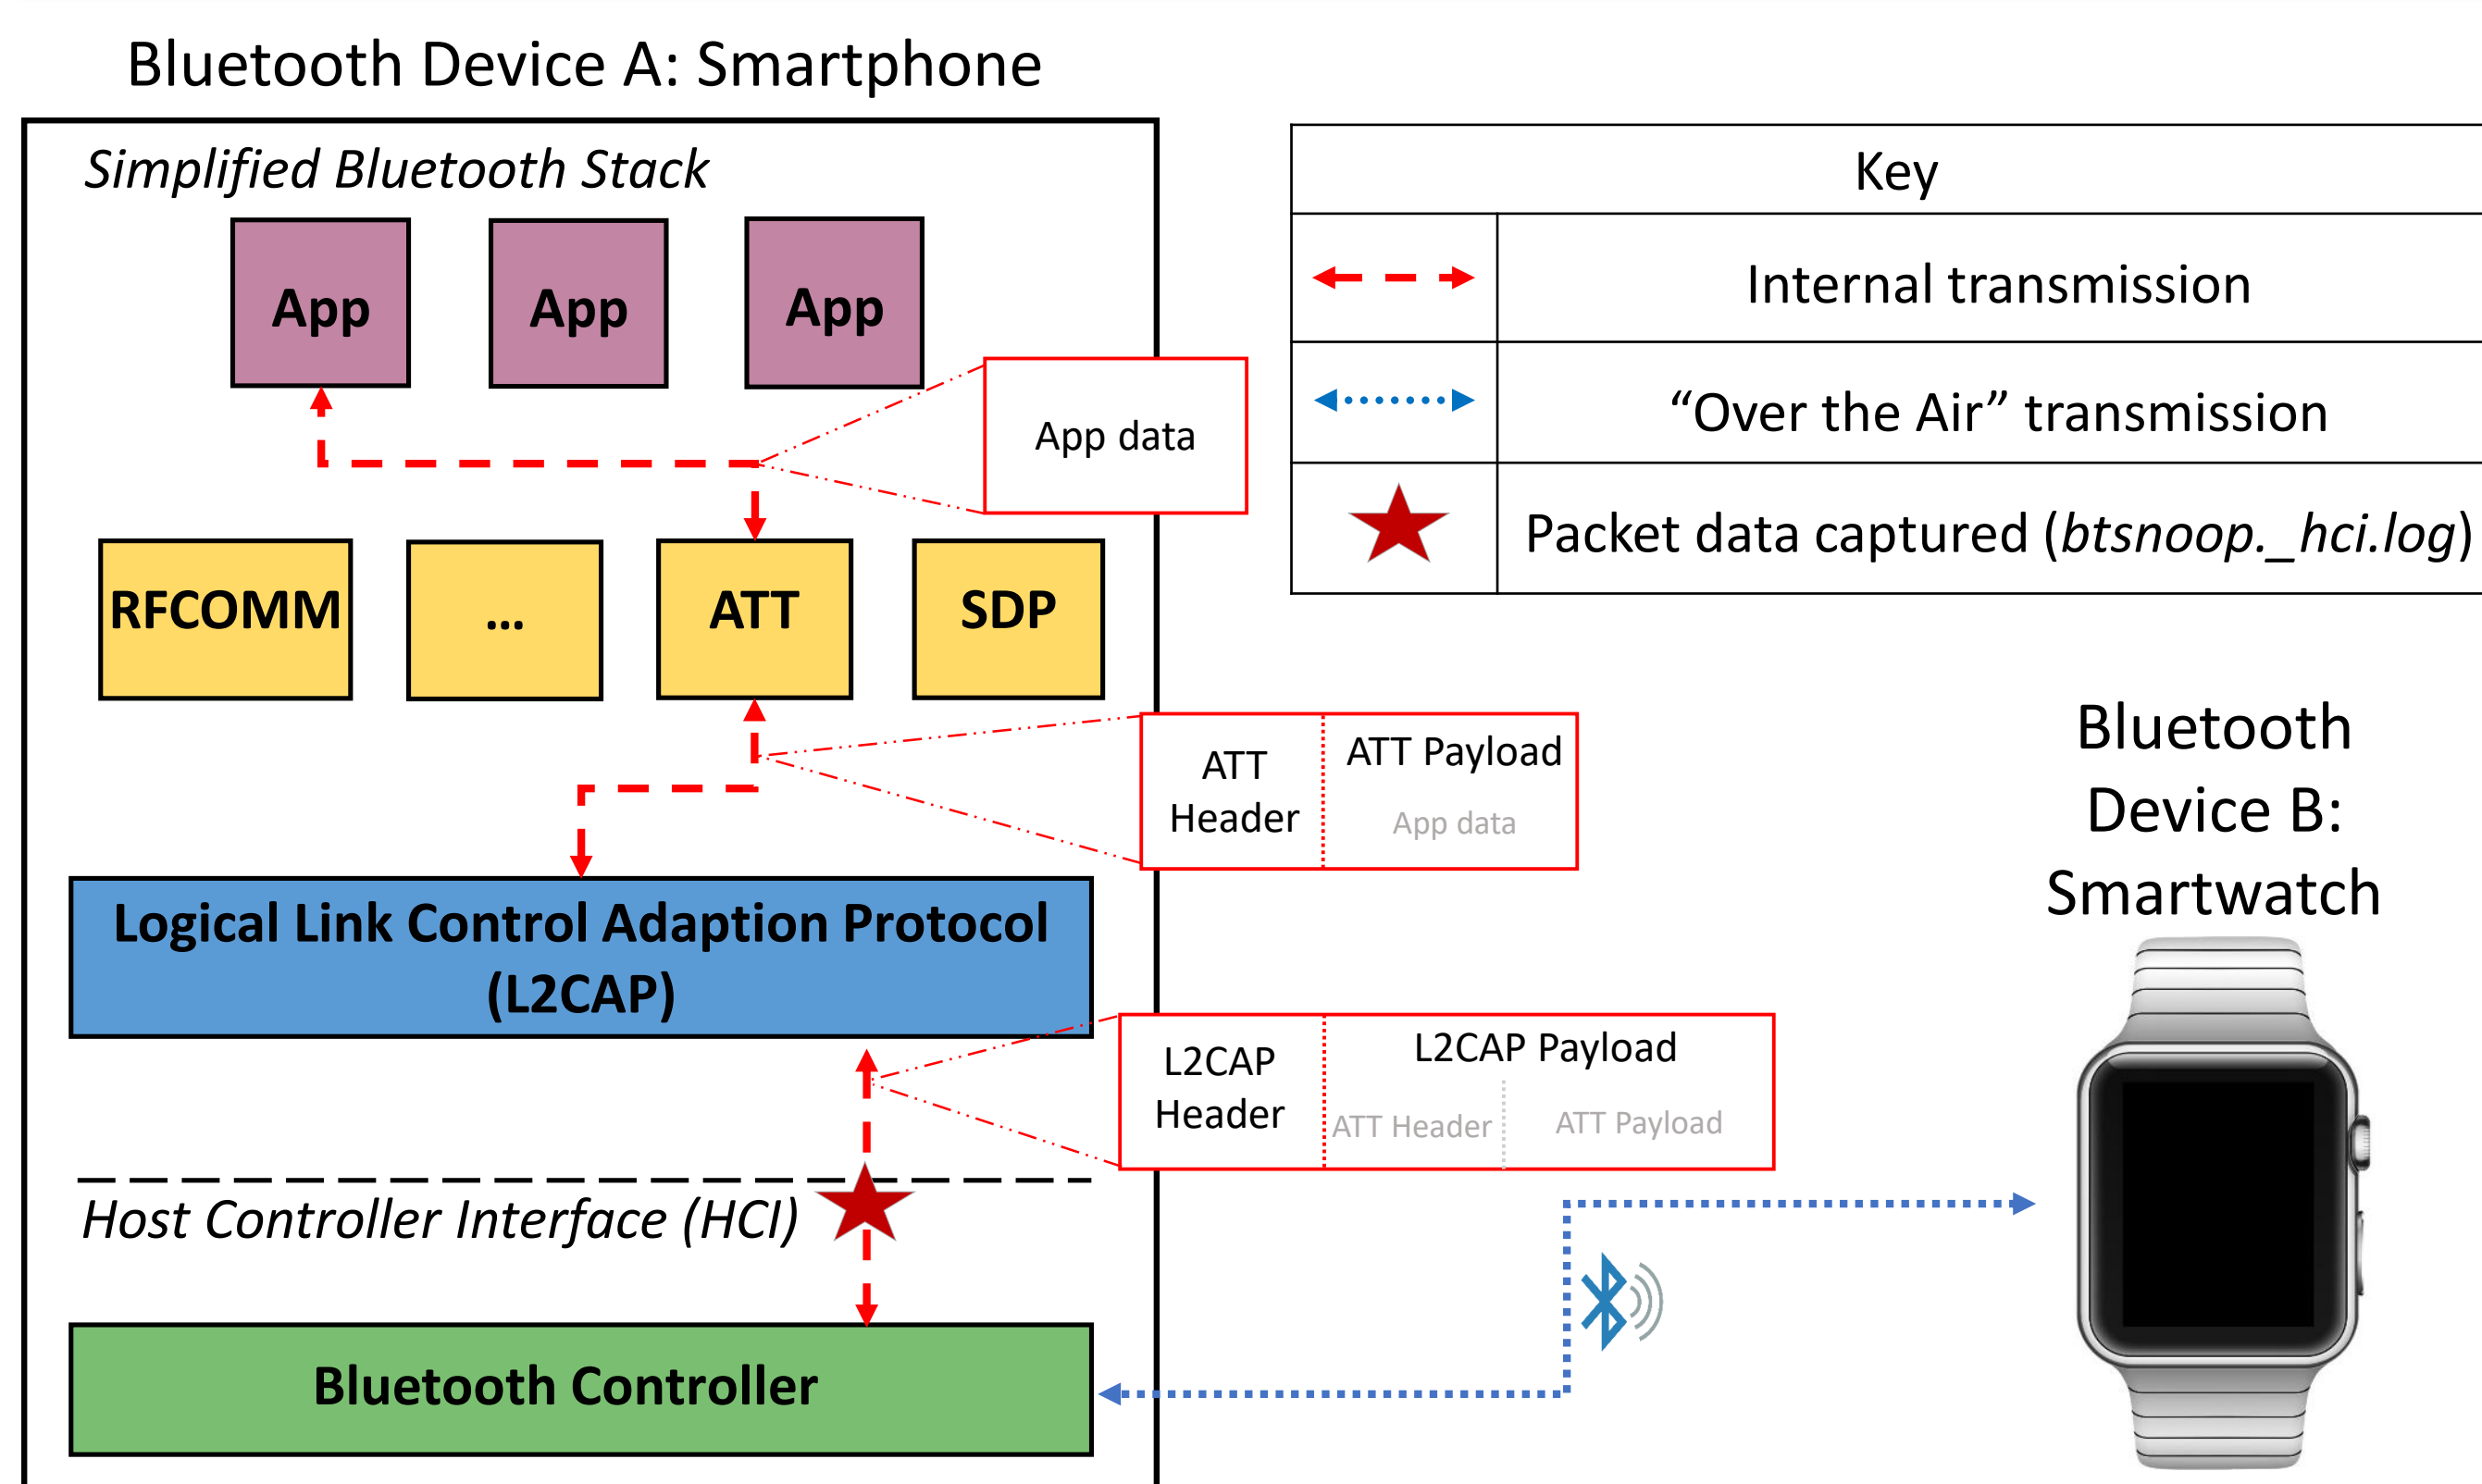 Bluetooth Device A: Smartphone
Simplified Bluetooth Stack
App
App
App
App data
RFCOMM
...
ATT
SDP
ATT
Header
ATT Payload
App data
Logical Link Control Adaption Protocol
(L2CAP)
L2CAP
Header
L2CAP Payload
ATT Header
ATT Payload
Host Controller Interface (HCI)
Bluetooth Controller
Key
Internal transmission
“Over the Air” transmission
Packet data captured (btsnoop._hci.log)
Bluetooth
Device B:
Smartwatch